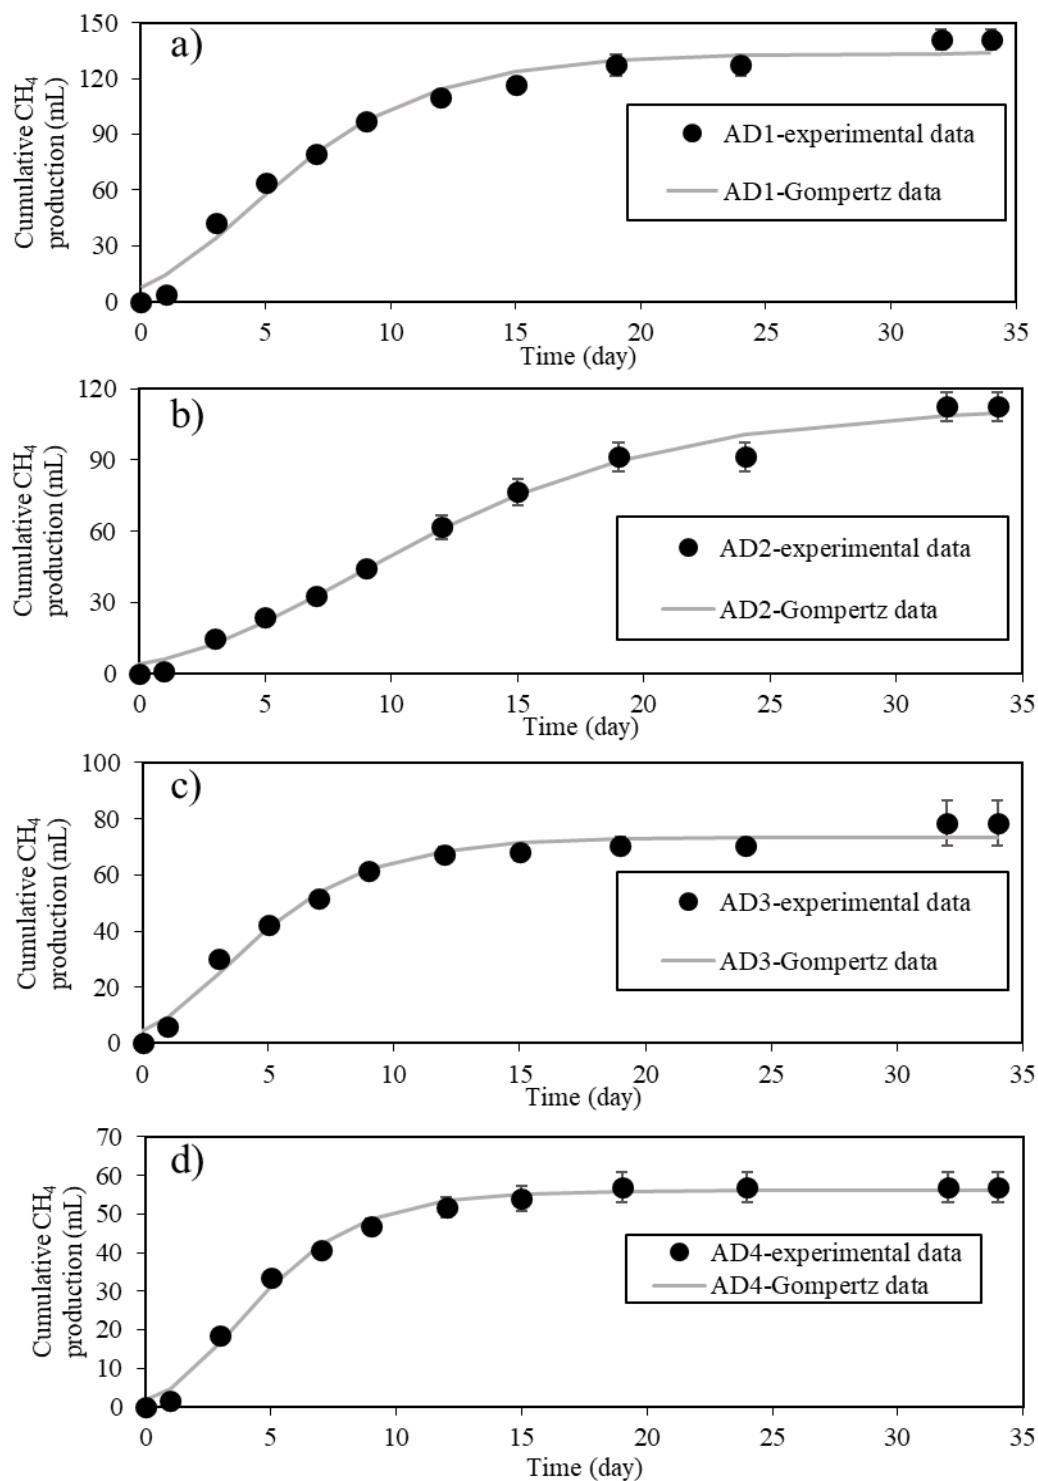 a)
Cumulative CH₄
production (mL)
150
120
90
60
30
0
0 5 10 15 20 25 30 35
Time (day)
AD1-experimental data
AD1-Gompertz data
b)
Cumulative CH₄
production (mL)
120
90
60
30
0
0 5 10 15 20 25 30 35
Time (day)
AD2-experimental data
AD2-Gompertz data
c)
Cumulative CH₄
production (mL)
100
80
60
40
20
0
0 5 10 15 20 25 30 35
Time (day)
AD3-experimental data
AD3-Gompertz data
d)
Cumulative CH₄
production (mL)
70
60
50
40
30
20
10
0
0 5 10 15 20 25 30 35
Time (day)
AD4-experimental data
AD4-Gompertz data